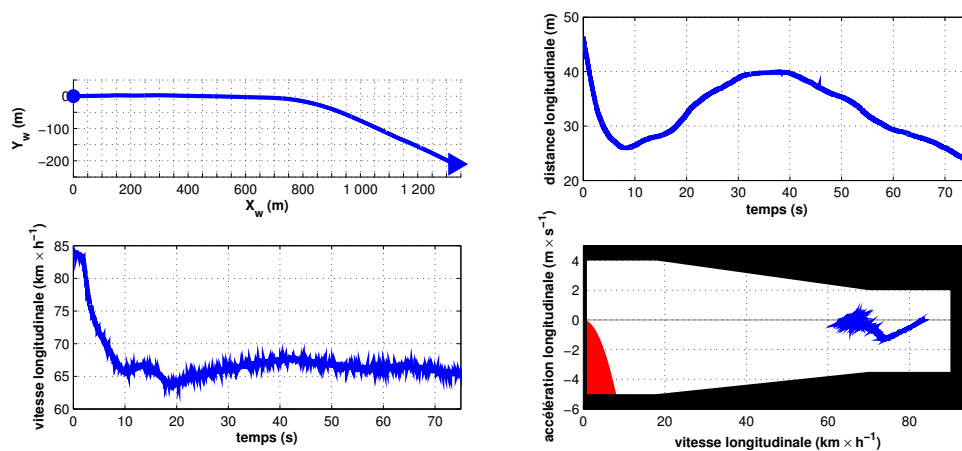 0
−100
−200
Y_w (m)
0 200 400 600 800 1 000 1 200
X_w (m)
50
40
30
20
distance longitudinale (m)
0 10 20 30 40 50 60 70
temps (s)
85
80
75
70
65
60
vitesse longitudinale (km × h⁻¹)
0 10 20 30 40 50 60 70
temps (s)
4
2
0
−2
−4
−6
accélération longitudinale (m × s⁻¹)
0 20 40 60 80
vitesse longitudinale (km × h⁻¹)